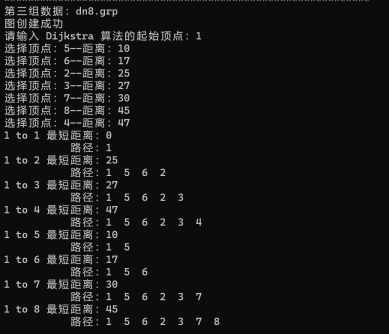 第三组数据: dn8.grp
图创建成功
请输入 Dijkstra 算法的起始顶点: 1
选择顶点: 5--距离: 10
选择顶点: 6--距离: 17
选择顶点: 2--距离: 25
选择顶点: 3--距离: 27
选择顶点: 7--距离: 30
选择顶点: 8--距离: 45
选择顶点: 4--距离: 47
1 to 1 最短距离: 0
路径: 1
1 to 2 最短距离: 25
路径: 1 5 6 2
1 to 3 最短距离: 27
路径: 1 5 6 2 3
1 to 4 最短距离: 47
路径: 1 5 6 2 3 4
1 to 5 最短距离: 10
路径: 1 5
1 to 6 最短距离: 17
路径: 1 5 6
1 to 7 最短距离: 30
路径: 1 5 6 2 3 7
1 to 8 最短距离: 45
路径: 1 5 6 2 3 7 8